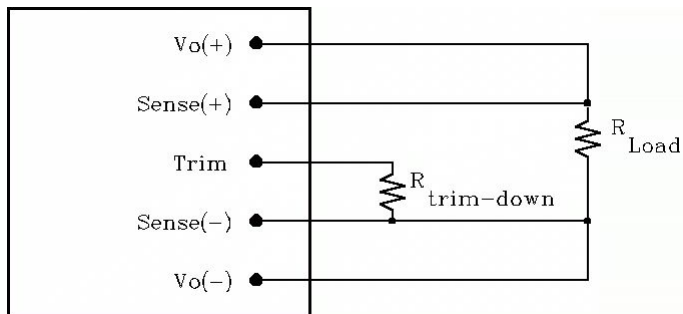 Vo(+)
Sense(+)
R
Load
Trim
R
trim-down
Sense(-)
Vo(-)